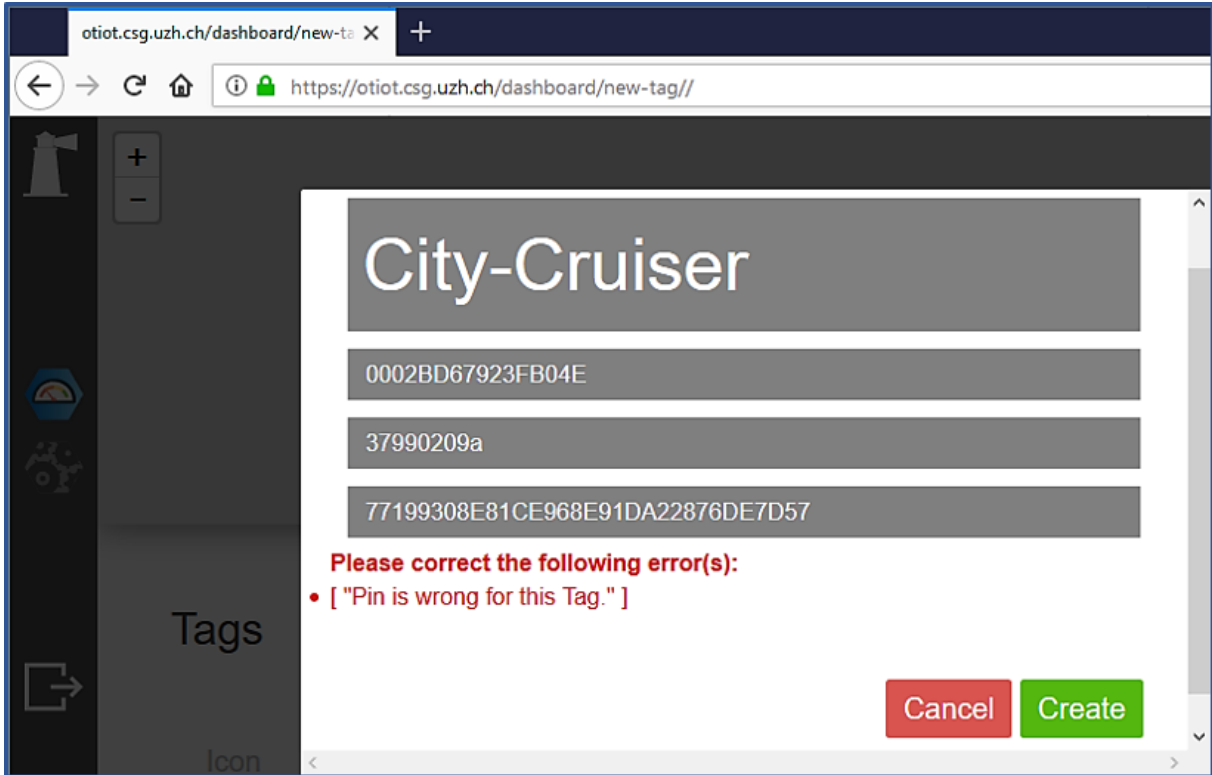 otiot.csg.uzh.ch/dashboard/new-ta
https://otiot.csg.uzh.ch/dashboard/new-tag//
+
−
City-Cruiser
0002BD67923FB04E
37990209a
77199308E81CE968E91DA22876DE7D57
Please correct the following error(s):
• [ "Pin is wrong for this Tag." ]
Tags
Cancel Create
Icon